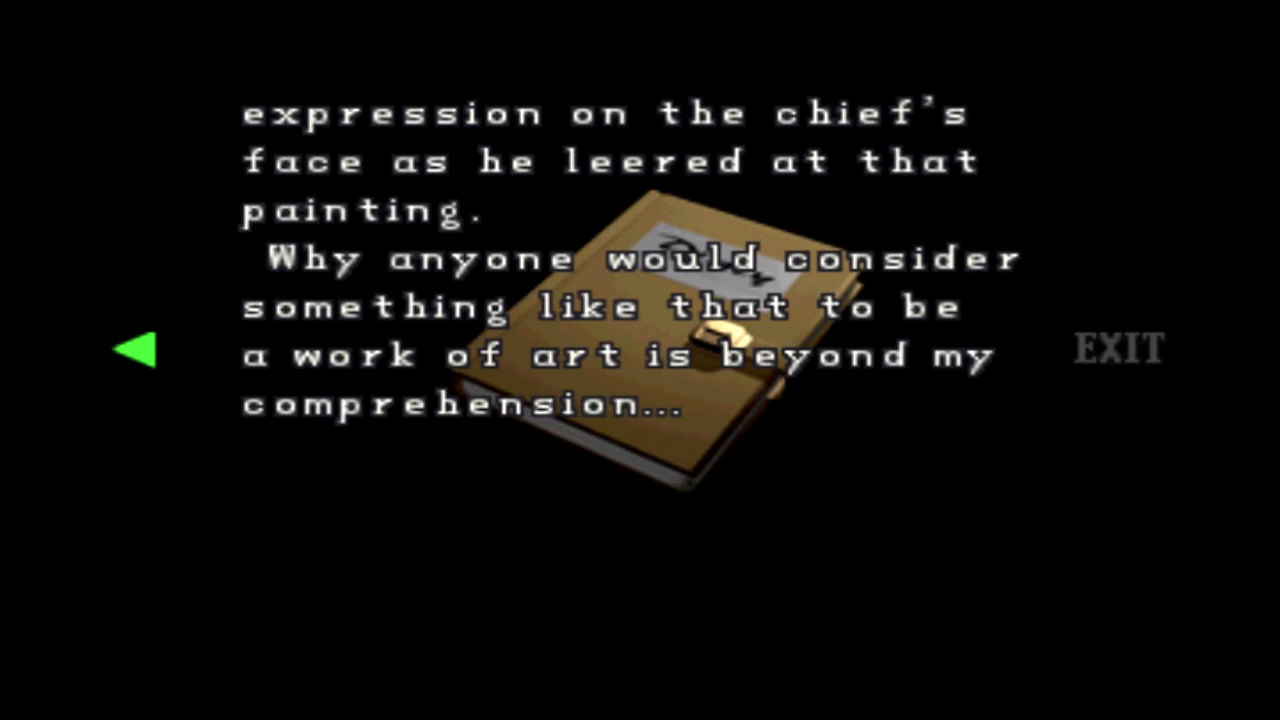 expression on the chief's
face as he leered at that
painting.
Why anyone would consider
something like that to be
a work of art is beyond my
comprehension...
EXIT